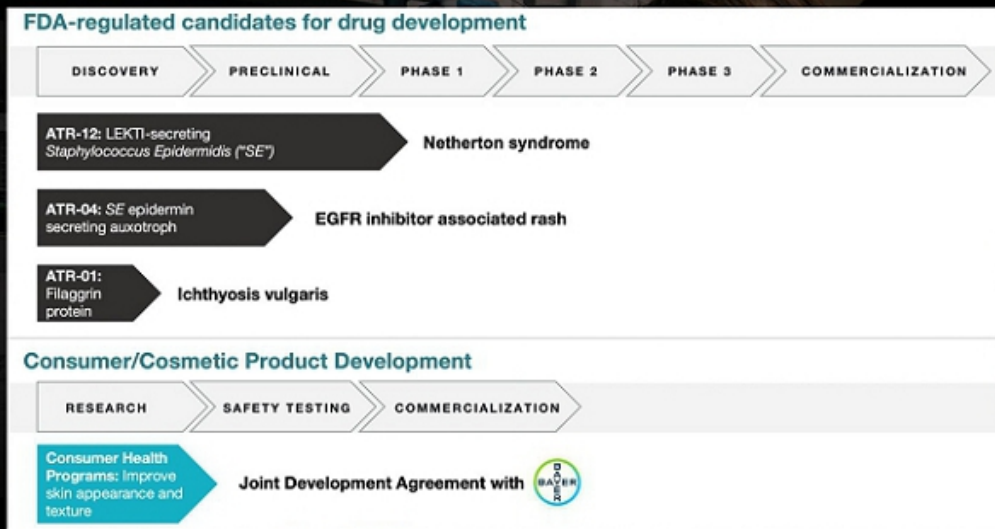 FDA-regulated candidates for drug development
DISCOVERY PRECLINICAL PHASE 1 PHASE 2 PHASE 3 COMMERCIALIZATION
ATR-12: LEKTI-secreting
Staphylococcus Epidermidis ("SE")
Netherton syndrome
ATR-04: SE epidermin
secreting auxotroph
EGFR inhibitor associated rash
ATR-01:
Filaggrin
protein
Ichthyosis vulgaris
Consumer/Cosmetic Product Development
RESEARCH SAFETY TESTING COMMERCIALIZATION
Consumer Health
Programs: Improve
skin appearance and
texture
Joint Development Agreement with
BAYER
BAYER